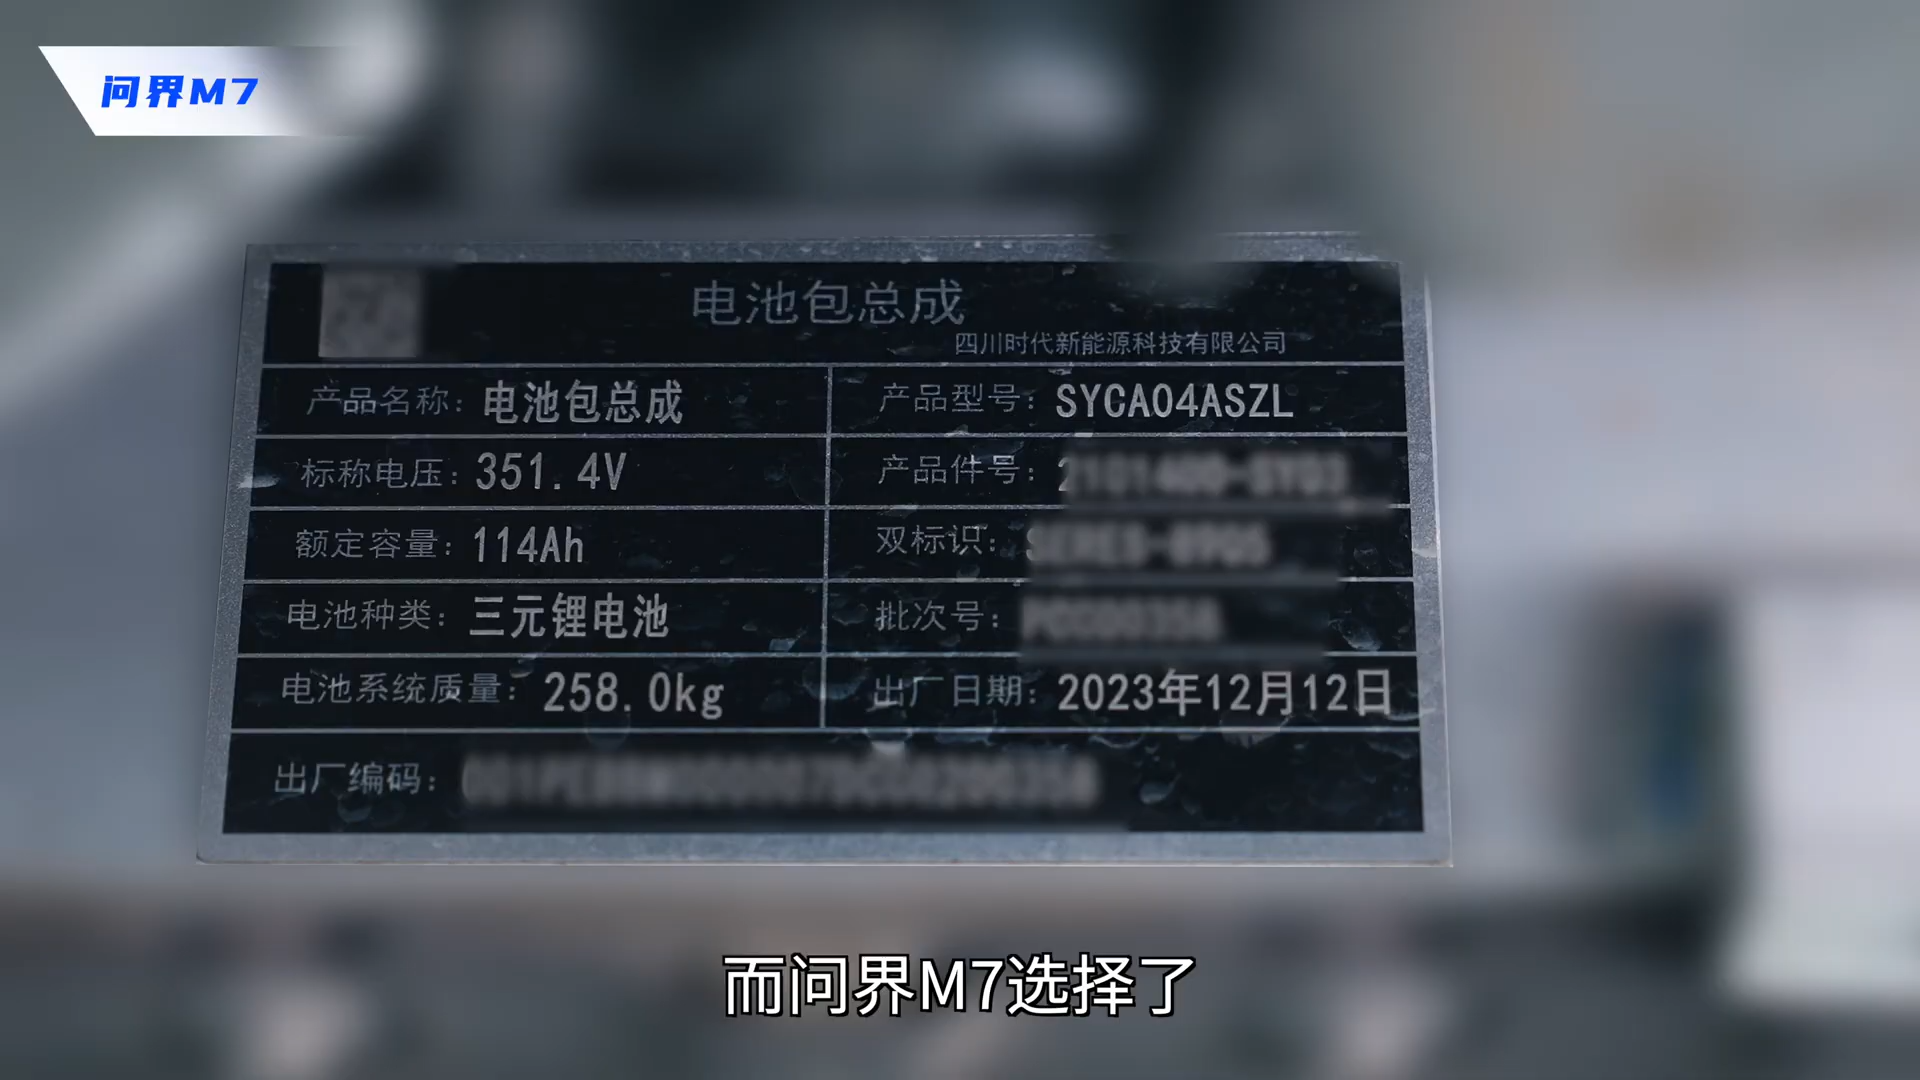 问界M7
电池包总成
四川时代新能源科技有限公司
产品名称：电池包总成
产品型号：SYCA04ASZL
标称电压：351.4V
产品件号：
额定容量：114Ah
双标识：
电池种类：三元锂电池
批次号：
电池系统质量：258.0kg
出厂日期：2023年12月12日
出厂编码：
而问界M7选择了